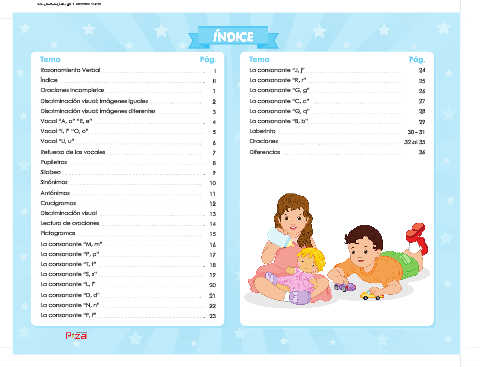 ÍNDICE
Tema Pág.
Razonamiento Verbal I
Índice II
Oraciones incompletas 1
Discriminación visual: imágenes iguales 2
Discriminación visual: imágenes diferentes 3
Vocal "A, a" "E, e" 4
Vocal "I, i" "O, o" 5
Vocal "U, u" 6
Refuerzo de las vocales 7
Pupiletras 8
Sílabas 9
Sinónimos 10
Antónimos 11
Crucigramas 12
Discriminación visual 13
Lectura de oraciones 14
Pictogramas 15
La consonante "M, m" 16
La consonante "P, p" 17
La consonante "T, t" 18
La consonante "S, s" 19
La consonante "L, l" 20
La consonante "D, d" 21
La consonante "N, n" 22
La consonante "F, f" 23
Tema Pág.
La consonante "J, j" 24
La consonante "R, r" 25
La consonante "G, g" 26
La consonante "C, c" 27
La consonante "Q, q" 28
La consonante "B, b" 29
Laberinto 30 - 31
Oraciones 32 al 35
Diferencias 36